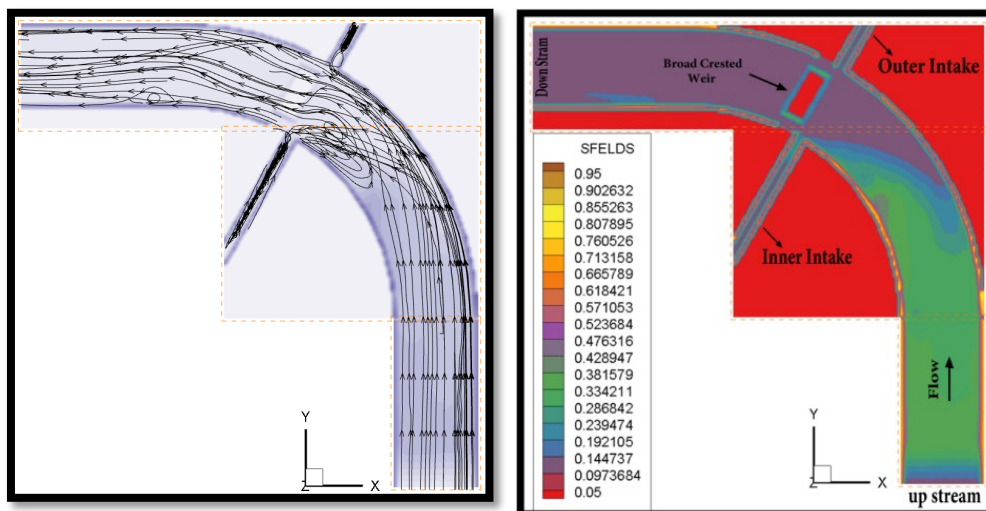 Y
Z
X
Down Stram
Broad Crested
Weir
Outer Intake
SFELDS
0.95
0.902632
0.855263
0.807895
0.760526
0.713158
0.665789
0.618421
0.571053
0.523684
0.476316
0.428947
0.381579
0.334211
0.286842
0.239474
0.192105
0.144737
0.0973684
0.05
Inner Intake
Flow
Y
Z
X
up stream